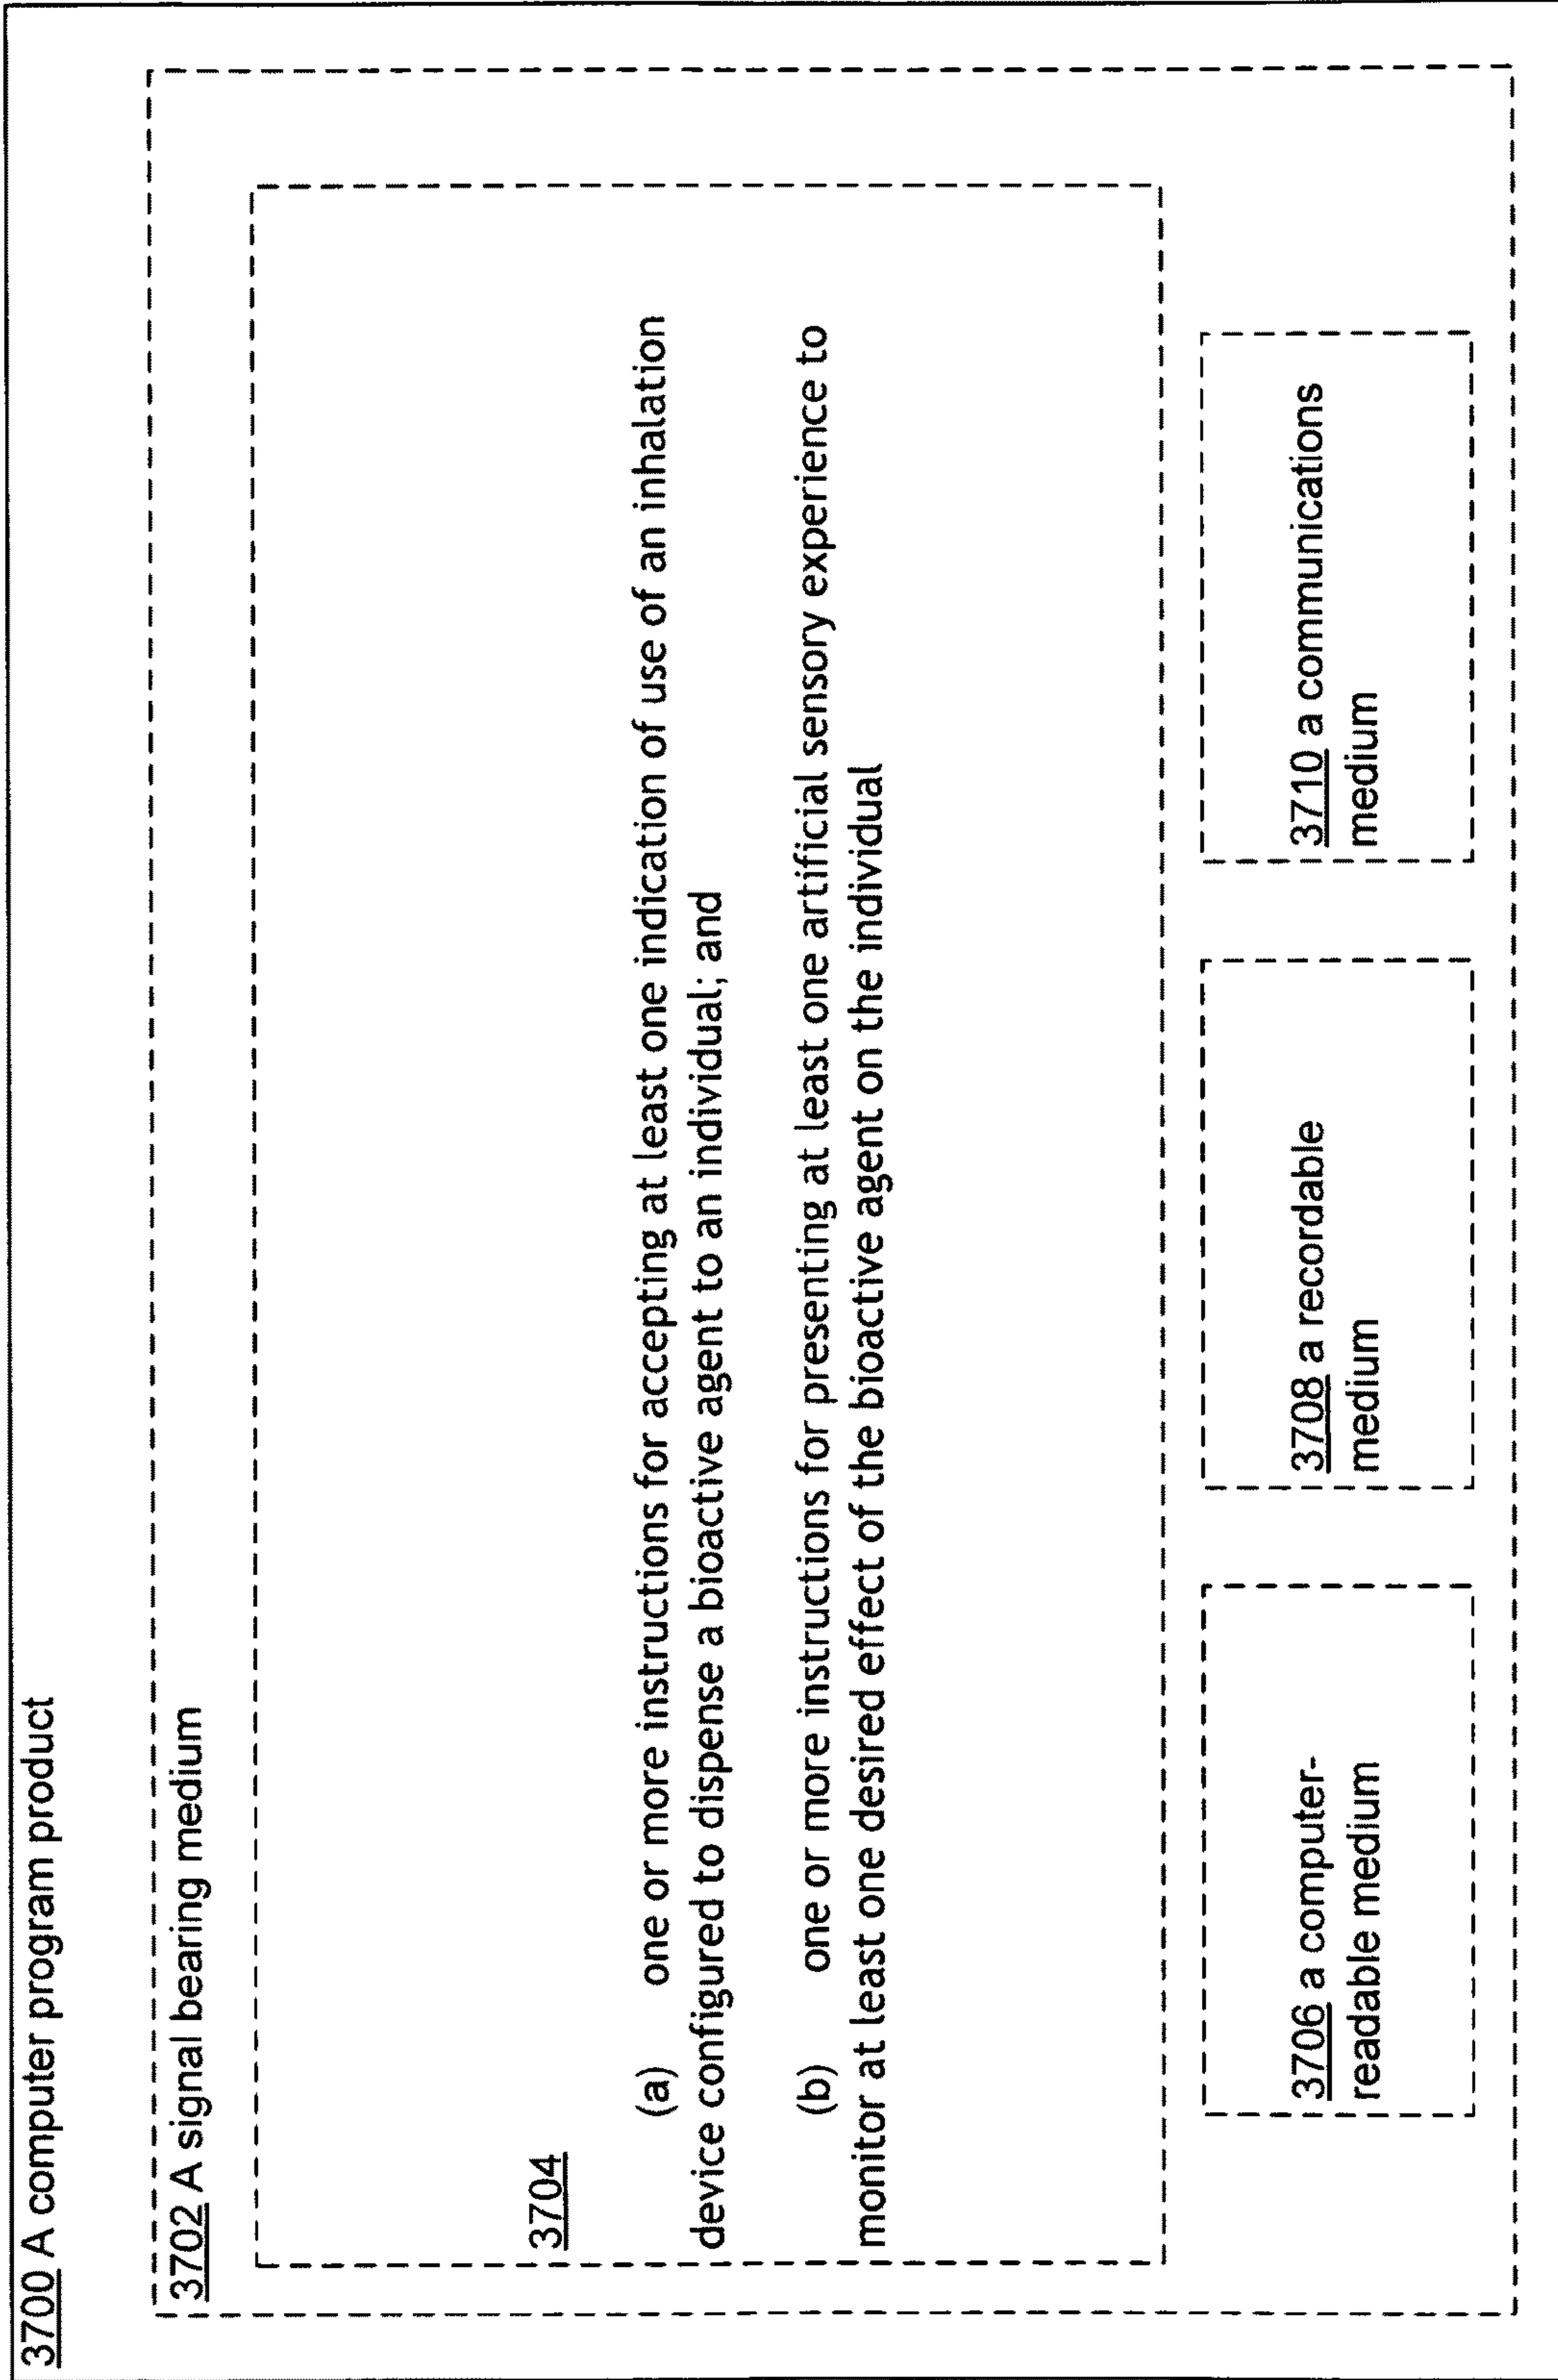 3700 A computer program product
3702 A signal bearing medium
3704
(a) one or more instructions for accepting at least one indication of use of an inhalation
device configured to dispense a bioactive agent to an individual; and
(b) one or more instructions for presenting at least one artificial sensory experience to
monitor at least one desired effect of the bioactive agent on the individual
3706 a computer-
readable medium
3708 a recordable
medium
3710 a communications
medium